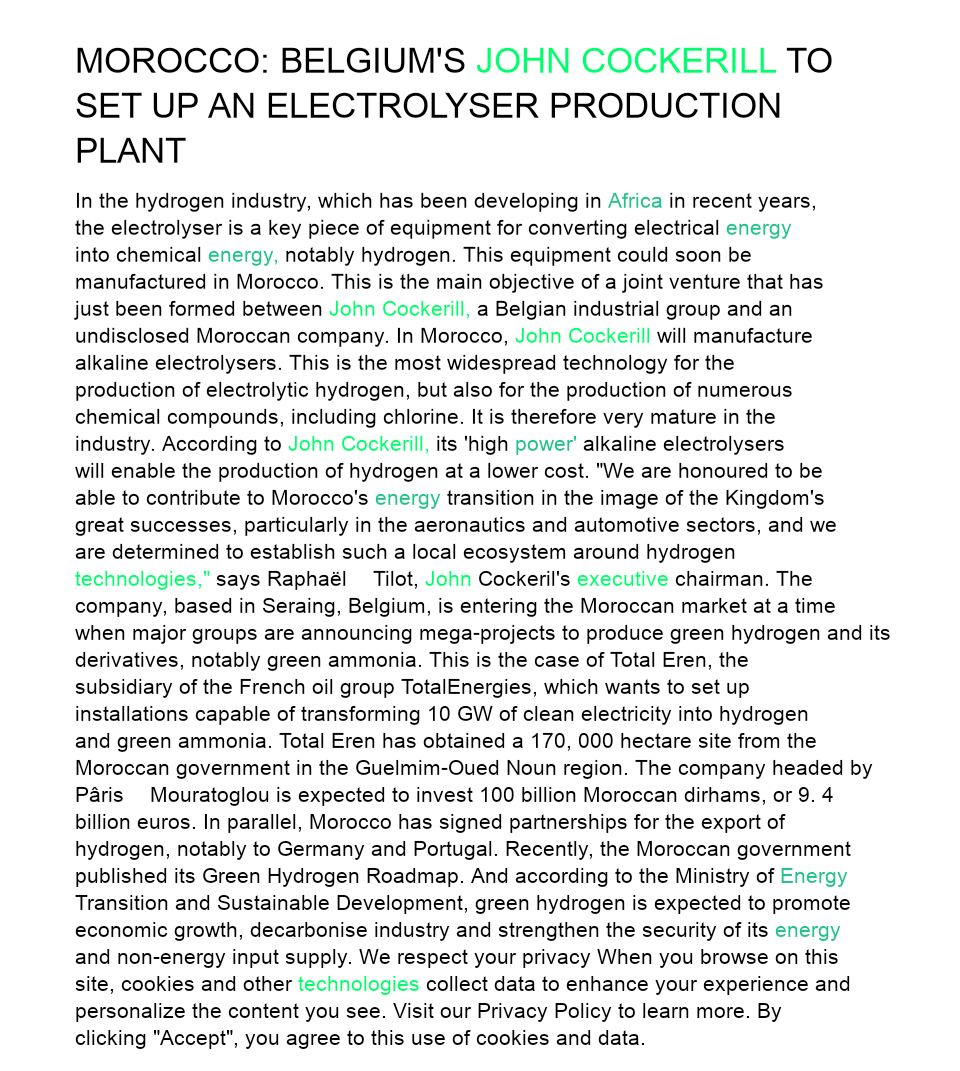 MOROCCO: BELGIUM'S JOHN COCKERILL TO
SET UP AN ELECTROLYSER PRODUCTION
PLANT
In the hydrogen industry, which has been developing in Africa in recent years,
the electrolyser is a key piece of equipment for converting electrical energy
into chemical energy, notably hydrogen. This equipment could soon be
manufactured in Morocco. This is the main objective of a joint venture that has
just been formed between John Cockerill, a Belgian industrial group and an
undisclosed Moroccan company. In Morocco, John Cockerill will manufacture
alkaline electrolysers. This is the most widespread technology for the
production of electrolytic hydrogen, but also for the production of numerous
chemical compounds, including chlorine. It is therefore very mature in the
industry. According to John Cockerill, its 'high power' alkaline electrolysers
will enable the production of hydrogen at a lower cost. "We are honoured to be
able to contribute to Morocco's energy transition in the image of the Kingdom's
great successes, particularly in the aeronautics and automotive sectors, and we
are determined to establish such a local ecosystem around hydrogen
technologies," says Raphaël Tilot, John Cockeril's executive chairman. The
company, based in Seraing, Belgium, is entering the Moroccan market at a time
when major groups are announcing mega-projects to produce green hydrogen and its
derivatives, notably green ammonia. This is the case of Total Eren, the
subsidiary of the French oil group TotalEnergies, which wants to set up
installations capable of transforming 10 GW of clean electricity into hydrogen
and green ammonia. Total Eren has obtained a 170, 000 hectare site from the
Moroccan government in the Guelmim-Oued Noun region. The company headed by
Pâris Mouratoglou is expected to invest 100 billion Moroccan dirhams, or 9. 4
billion euros. In parallel, Morocco has signed partnerships for the export of
hydrogen, notably to Germany and Portugal. Recently, the Moroccan government
published its Green Hydrogen Roadmap. And according to the Ministry of Energy
Transition and Sustainable Development, green hydrogen is expected to promote
economic growth, decarbonise industry and strengthen the security of its energy
and non-energy input supply. We respect your privacy When you browse on this
site, cookies and other technologies collect data to enhance your experience and
personalize the content you see. Visit our Privacy Policy to learn more. By
clicking "Accept", you agree to this use of cookies and data.